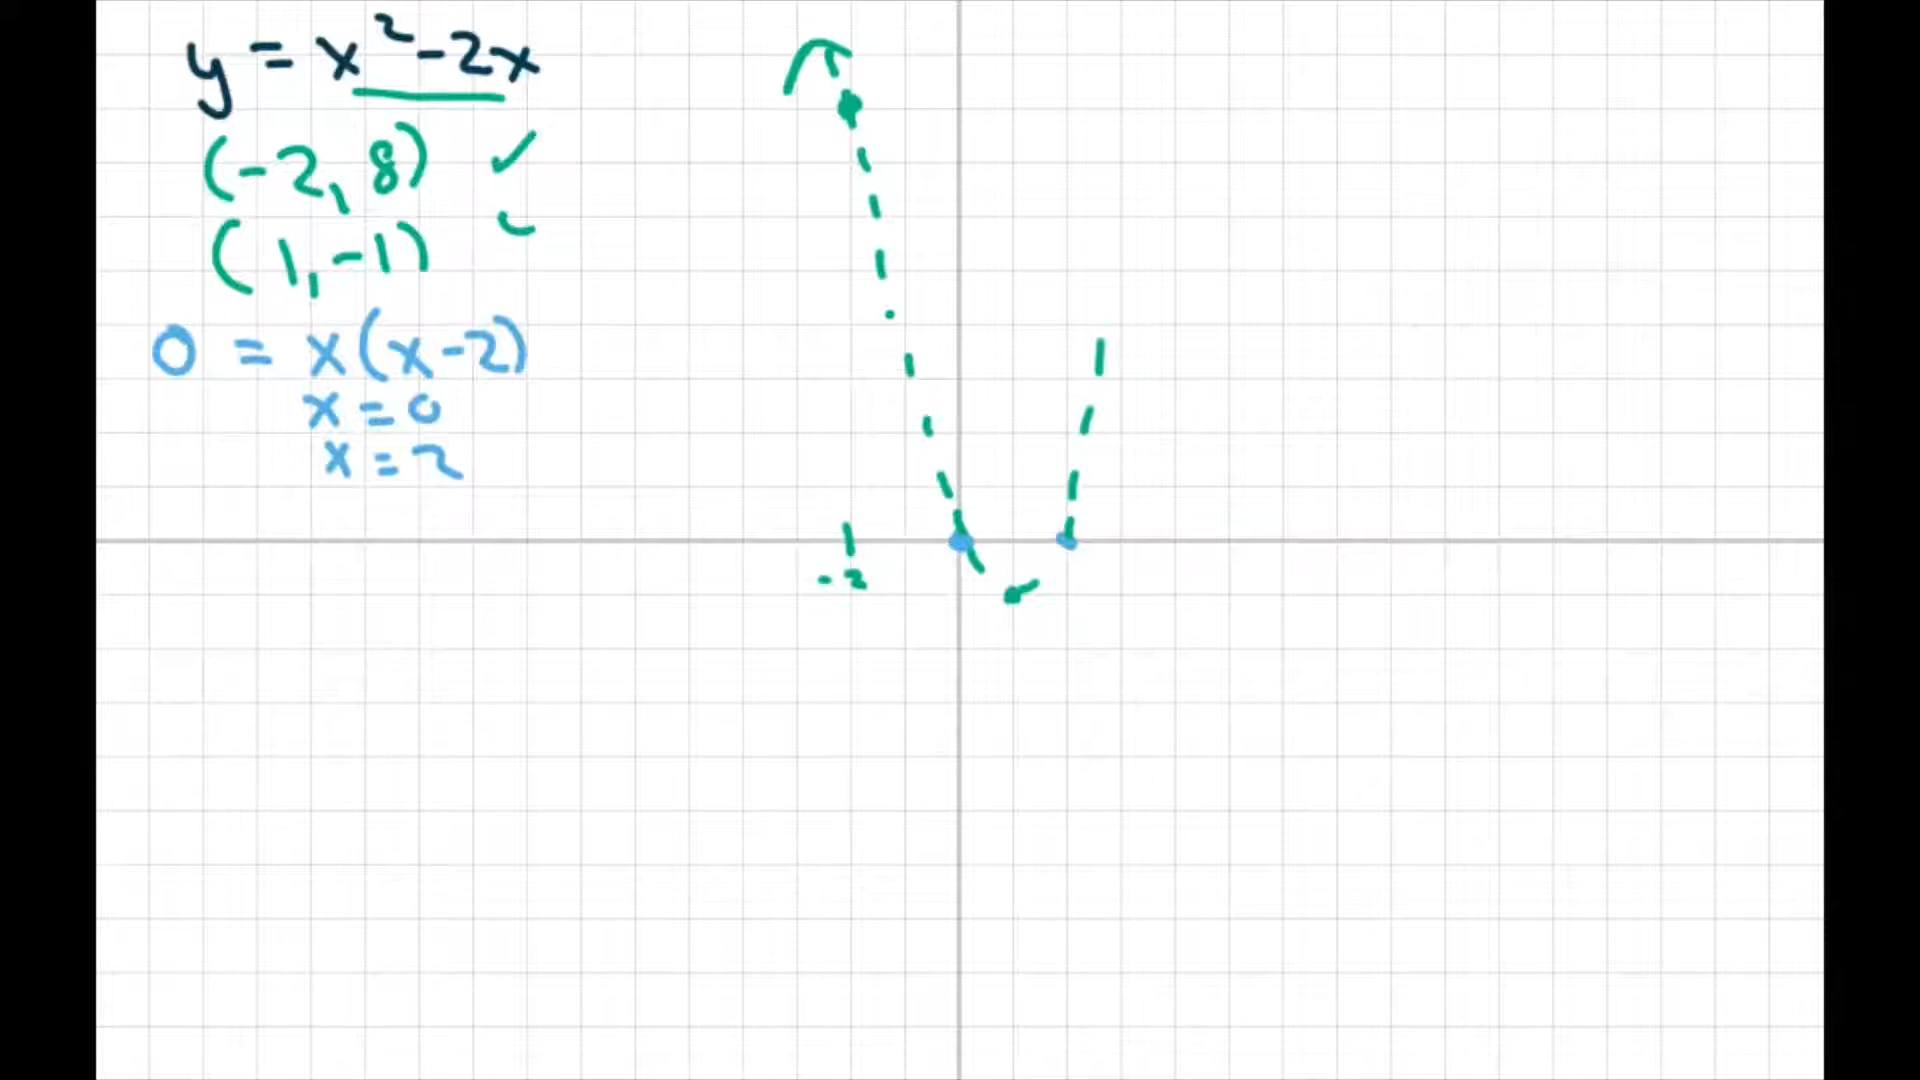 y = x² - 2x
(-2, 8) ✓
(1, -1)
0 = x(x-2)
x = 0
x = 2
-2